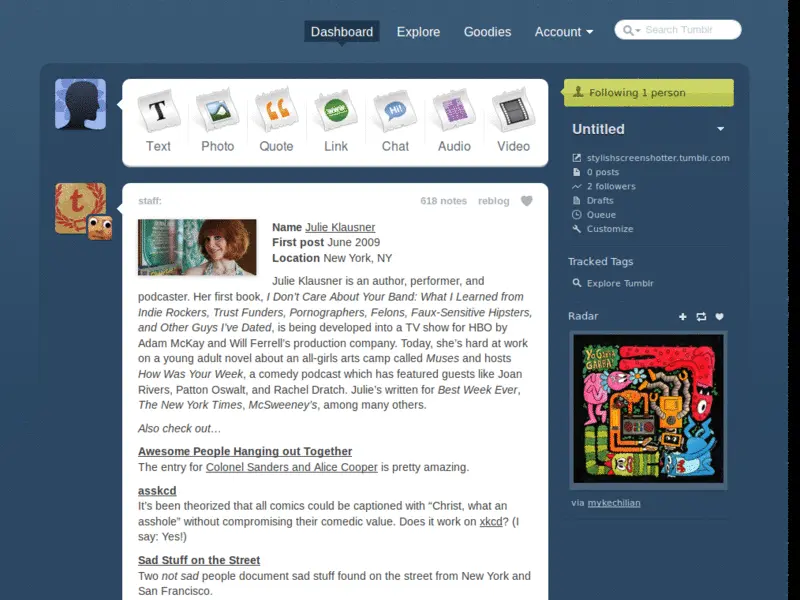 Dashboard Explore Goodies Account Search Tumblr
Following 1 person
T www Hi!
Text Photo Quote Link Chat Audio Video
Untitled
stylishscreenshotter.tumblr.com
0 posts
2 followers
Drafts
Queue
Customize
Tracked Tags
Explore Tumblr
Radar
YO GABBA
GABBA!
via mykechilian
t
staff: 618 notes reblog
Name Julie Klausner
First post June 2009
Location New York, NY
Julie Klausner is an author, performer, and
podcaster. Her first book, I Don't Care About Your Band: What I Learned from
Indie Rockers, Trust Funders, Pornographers, Felons, Faux-Sensitive Hipsters,
and Other Guys I've Dated, is being developed into a TV show for HBO by
Adam McKay and Will Ferrell's production company. Today, she's hard at work
on a young adult novel about an all-girls arts camp called Muses and hosts
How Was Your Week, a comedy podcast which has featured guests like Joan
Rivers, Patton Oswalt, and Rachel Dratch. Julie's written for Best Week Ever,
The New York Times, McSweeney's, among many others.
Also check out…
Awesome People Hanging out Together
The entry for Colonel Sanders and Alice Cooper is pretty amazing.
asskcd
It's been theorized that all comics could be captioned with “Christ, what an
asshole” without compromising their comedic value. Does it work on xkcd? (I
say: Yes!)
Sad Stuff on the Street
Two not sad people document sad stuff found on the street from New York and
San Francisco.